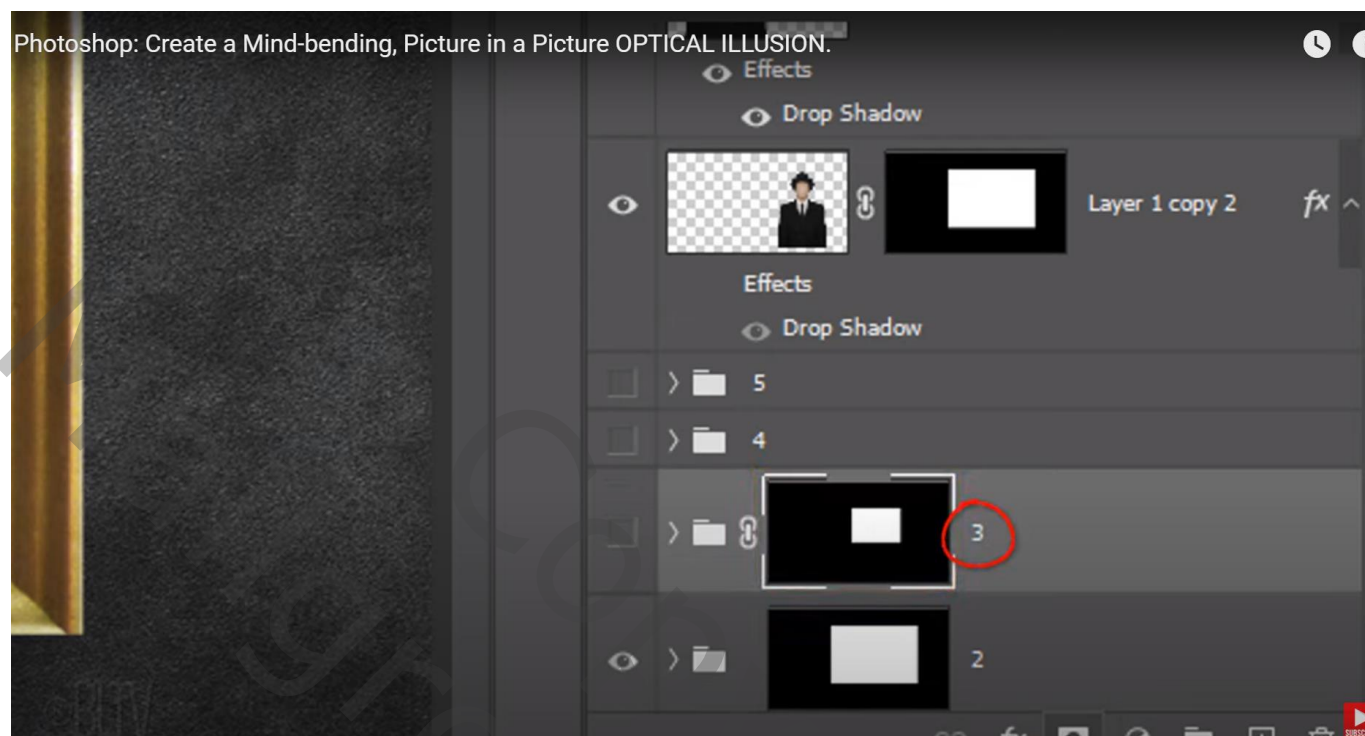 Photoshop: Create a Mind-bending, Picture in a Picture OPTICAL ILLUSION.
Effects
Drop Shadow
Layer 1 copy 2 fx
Effects
Drop Shadow
5
4
3
2
fx